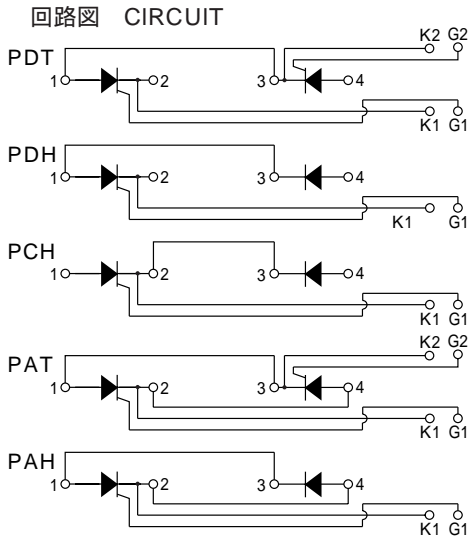 回路図 CIRCUIT
K2 G2
PDT
1 2 3 4
K1 G1
PDH
1 2 3 4
K1 G1
PCH
1 2 3 4
K1 G1
K2 G2
PAT
1 2 3 4
K1 G1
PAH
1 2 3 4
K1 G1